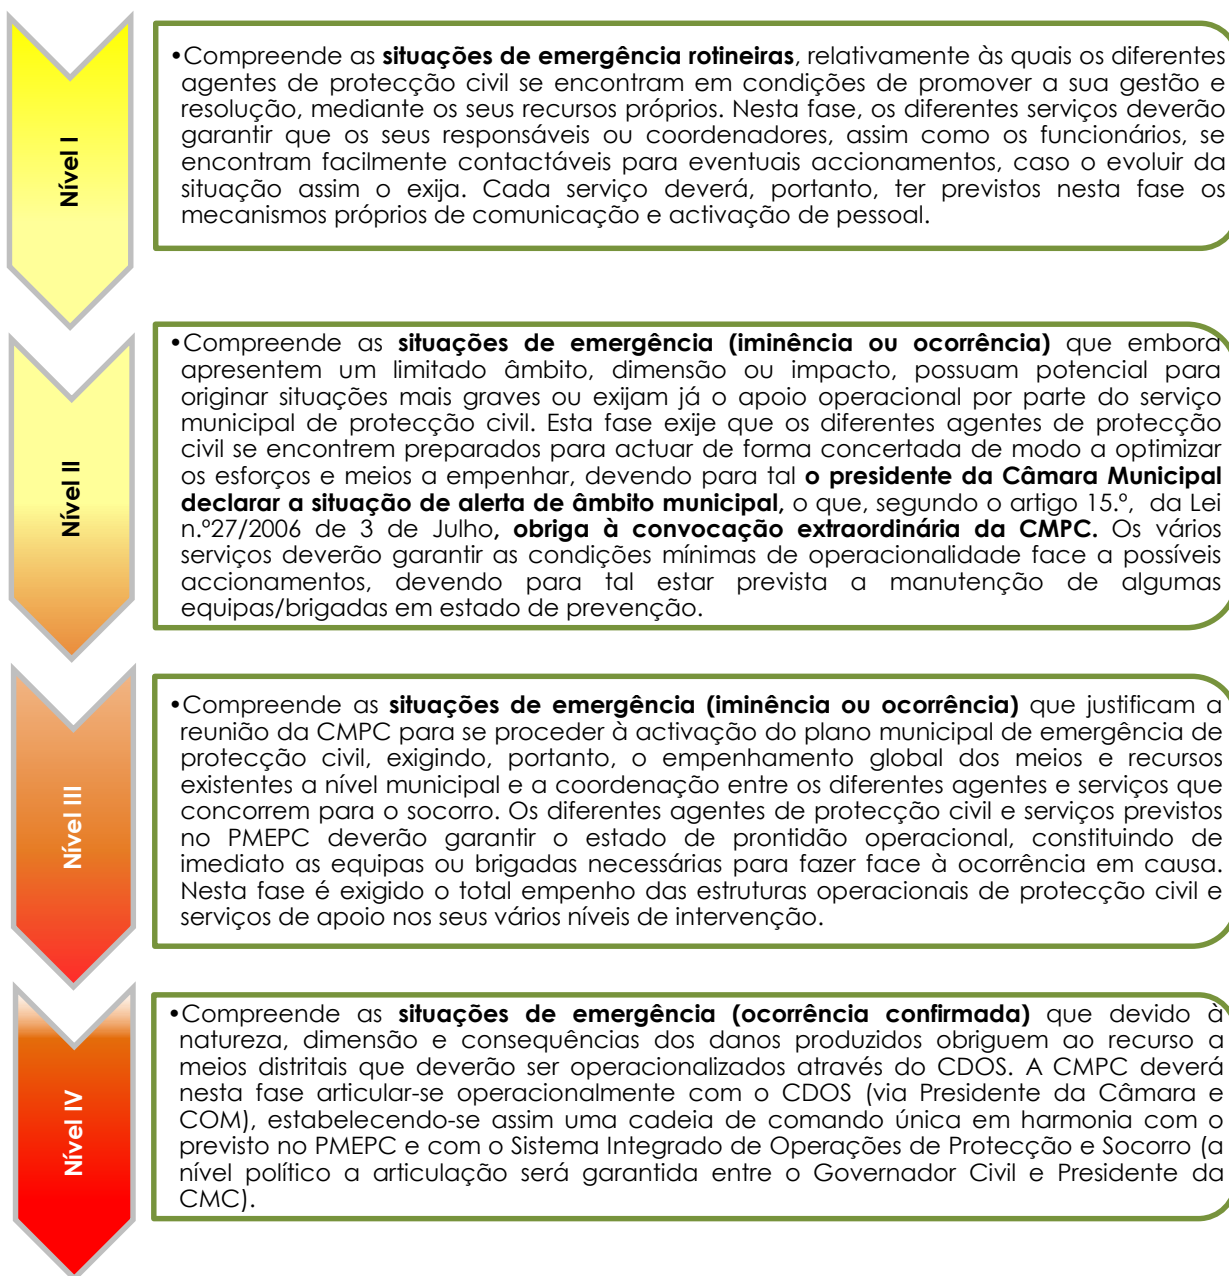 Nível I
•Compreende as situações de emergência rotineiras, relativamente às quais os diferentes
agentes de protecção civil se encontram em condições de promover a sua gestão e
resolução, mediante os seus recursos próprios. Nesta fase, os diferentes serviços deverão
garantir que os seus responsáveis ou coordenadores, assim como os funcionários, se
encontram facilmente contactáveis para eventuais accionamentos, caso o evoluir da
situação assim o exija. Cada serviço deverá, portanto, ter previstos nesta fase os
mecanismos próprios de comunicação e activação de pessoal.
Nível II
•Compreende as situações de emergência (iminência ou ocorrência) que embora
apresentem um limitado âmbito, dimensão ou impacto, possuam potencial para
originar situações mais graves ou exijam já o apoio operacional por parte do serviço
municipal de protecção civil. Esta fase exije que os diferentes agentes de protecção
civil se encontrem preparados para actuar de forma concertada de modo a optimizar
os esforços e meios a empenhar, devendo para tal o presidente da Câmara Municipal
declarar a situação de alerta de âmbito municipal, o que, segundo o artigo 15.º, da Lei
n.º27/2006 de 3 de Julho, obriga à convocação extraordinária da CMPC. Os vários
serviços deverão garantir as condições mínimas de operacionalidade face a possíveis
accionamentos, devendo para tal estar prevista a manutenção de algumas
equipas/brigadas em estado de prevenção.
Nível III
•Compreende as situações de emergência (iminência ou ocorrência) que justificam a
reunião da CMPC para se proceder à activação do plano municipal de emergência de
protecção civil, exigindo, portanto, o empenhamento global dos meios e recursos
existentes a nível municipal e a coordenação entre os diferentes agentes e serviços que
concorrem para o socorro. Os diferentes agentes de protecção civil e serviços previstos
no PMEPC deverão garantir o estado de prontidão operacional, constituindo de
imediato as equipas ou brigadas necessárias para fazer face à ocorrência em causa.
Nesta fase é exigido o total empenho das estruturas operacionais de protecção civil e
serviços de apoio nos seus vários níveis de intervenção.
Nível IV
•Compreende as situações de emergência (ocorrência confirmada) que devido à
natureza, dimensão e consequências dos danos produzidos obriguem ao recurso a
meios distritais que deverão ser operacionalizados através do CDOS. A CMPC deverá
nesta fase articular-se operacionalmente com o CDOS (via Presidente da Câmara e
COM), estabelecendo-se assim uma cadeia de comando única em harmonia com o
previsto no PMEPC e com o Sistema Integrado de Operações de Protecção e Socorro (a
nível político a articulação será garantida entre o Governador Civil e Presidente da
CMC).